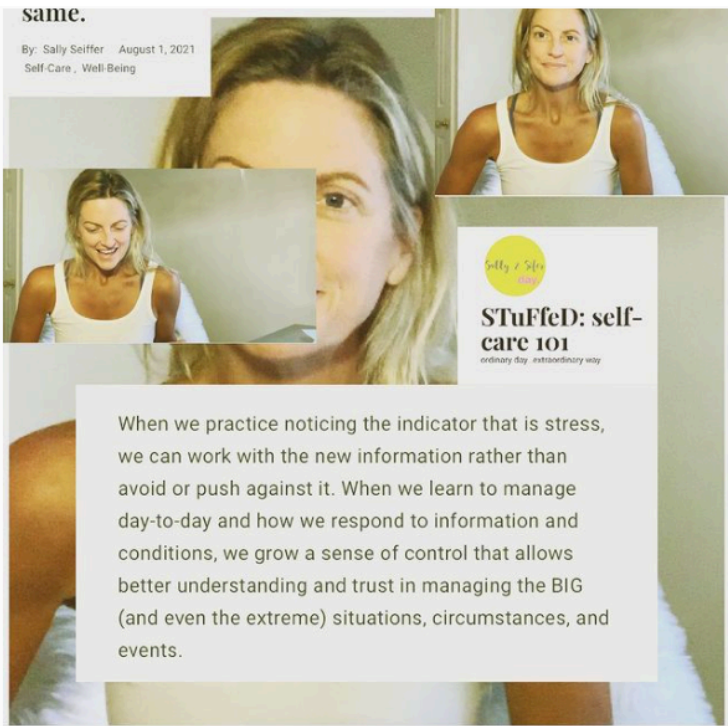 same.
By: Sally Seiffer August 1, 2021
Self-Care , Well-Being
day.
STuFfeD: self-
care 101
ordinary day. extraordinary way
When we practice noticing the indicator that is stress,
we can work with the new information rather than
avoid or push against it. When we learn to manage
day-to-day and how we respond to information and
conditions, we grow a sense of control that allows
better understanding and trust in managing the BIG
(and even the extreme) situations, circumstances, and
events.